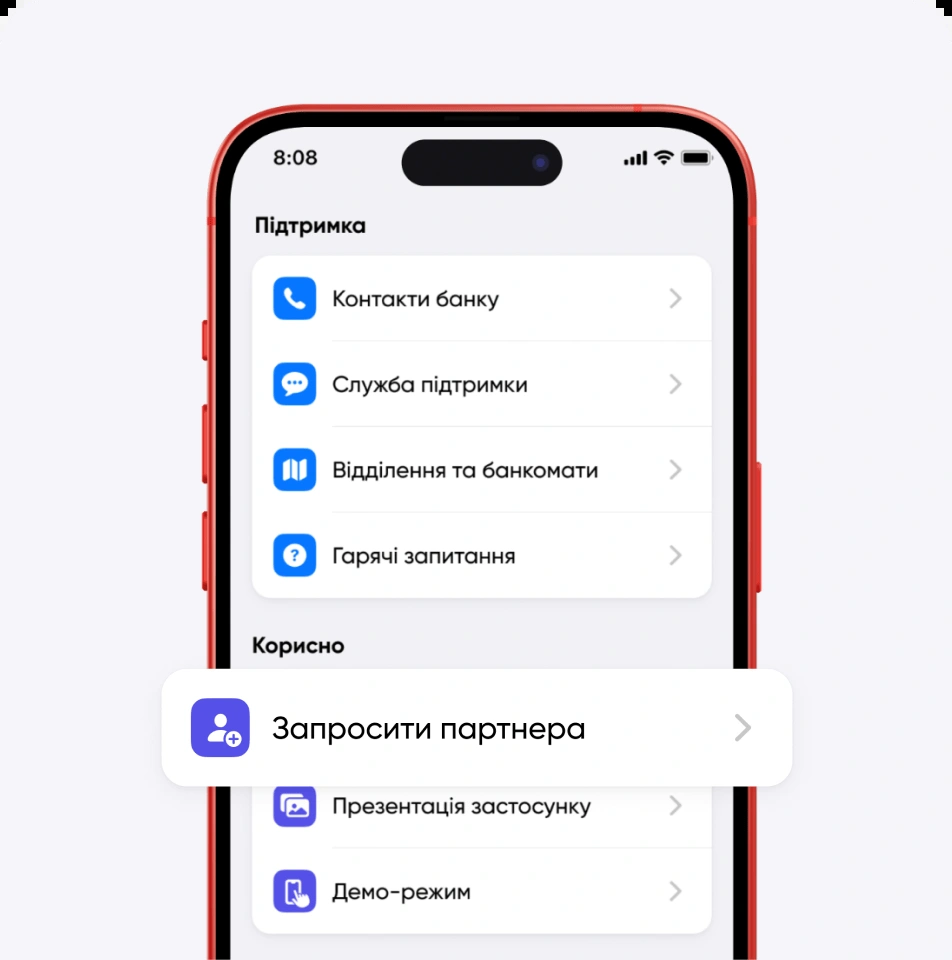 8:08
Підтримка
Контакти банку
Служба підтримки
Відділення та банкомати
Гарячі запитання
Корисно
Запросити партнера
Презентація застосунку
Демо-режим